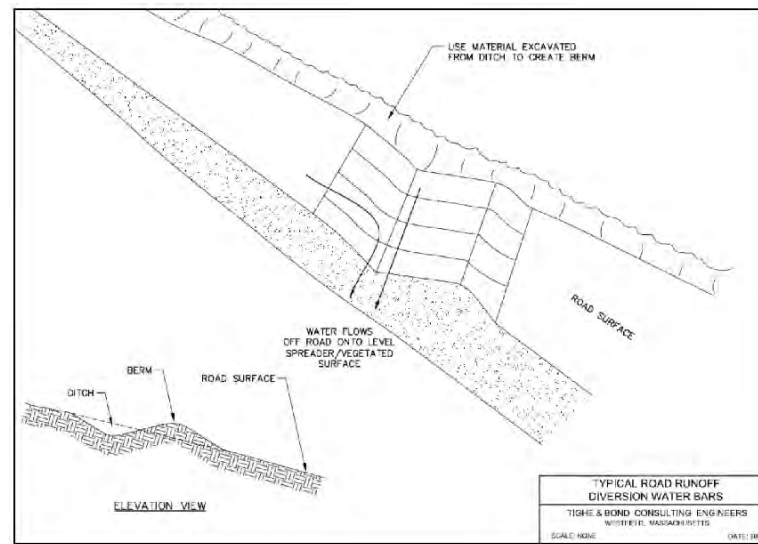 USE MATERIAL EXCAVATED
FROM DITCH TO CREATE BERM
ROAD SURFACE
WATER FLOWS
OFF ROAD ONTO LEVEL
SPREADER/VEGETATED
SURFACE
BERM
DITCH
ROAD SURFACE
ELEVATION VIEW
TYPICAL ROAD RUNOFF
DIVERSION WATER BARS
TIGHE & BOND CONSULTING ENGINEERS
WESTFIELD, MASSACHUSETTS
SCALE: NONE
DATE: